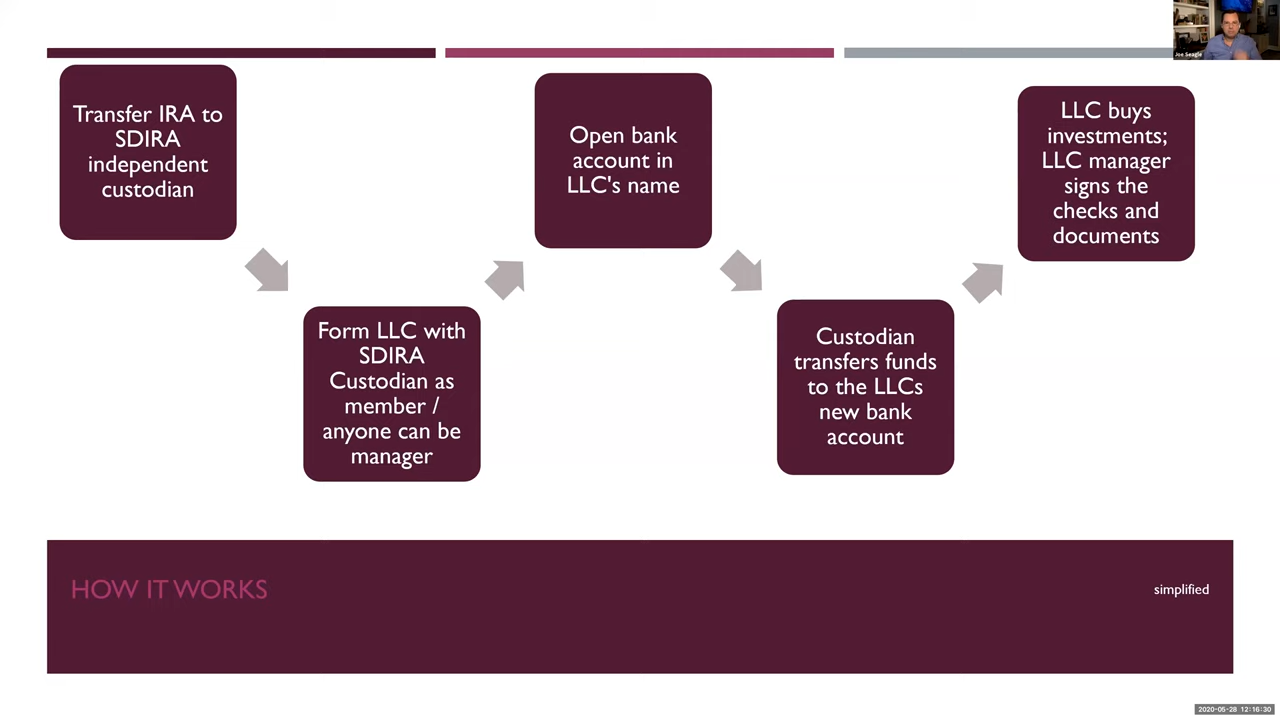 Transfer IRA to
SDIRA
independent
custodian
Form LLC with
SDIRA
Custodian as
member /
anyone can be
manager
Open bank
account in
LLC's name
Custodian
transfers funds
to the LLCs
new bank
account
LLC buys
investments;
LLC manager
signs the
checks and
documents
HOW IT WORKS
simplified
Joe Seagle
2020-05-28 12:16:30